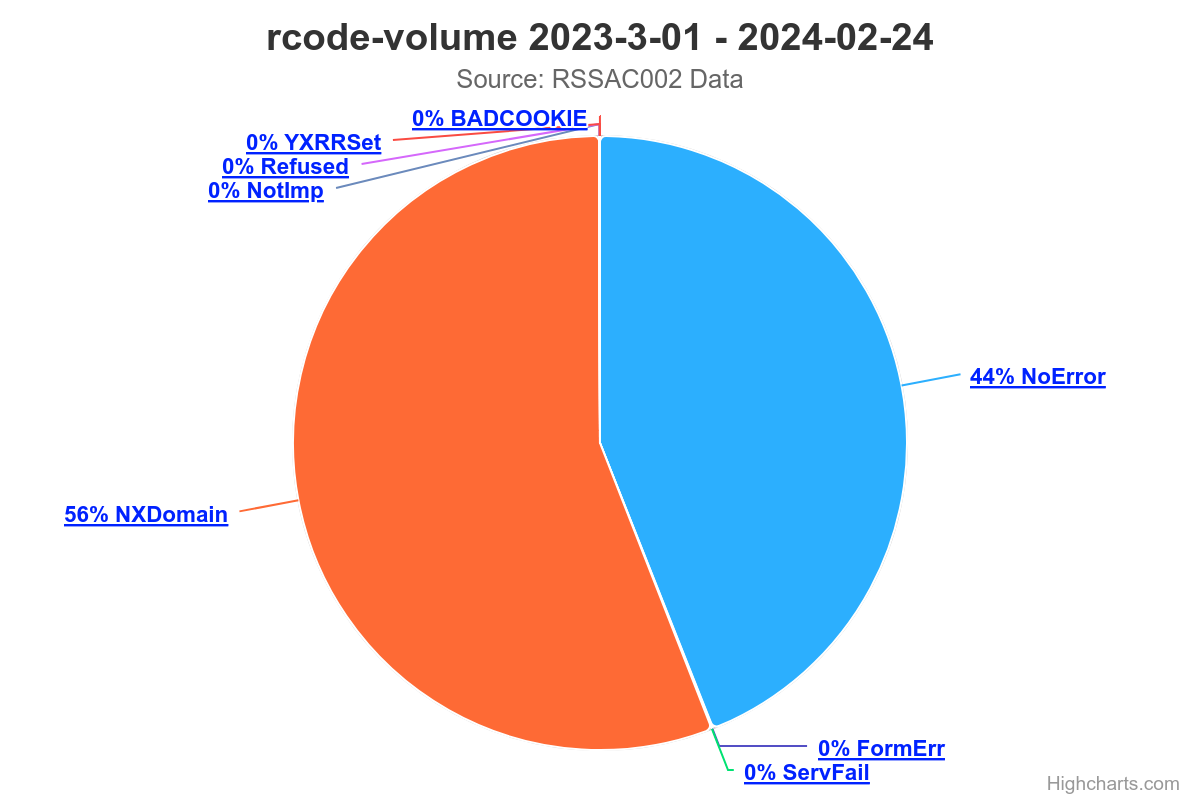 rcode-volume 2023-3-01 - 2024-02-24
Source: RSSAC002 Data
0% BADCOOKIE
0% YXRRSet
0% Refused
0% NotImp
44% NoError
56% NXDomain
0% FormErr
0% ServFail
Highcharts.com